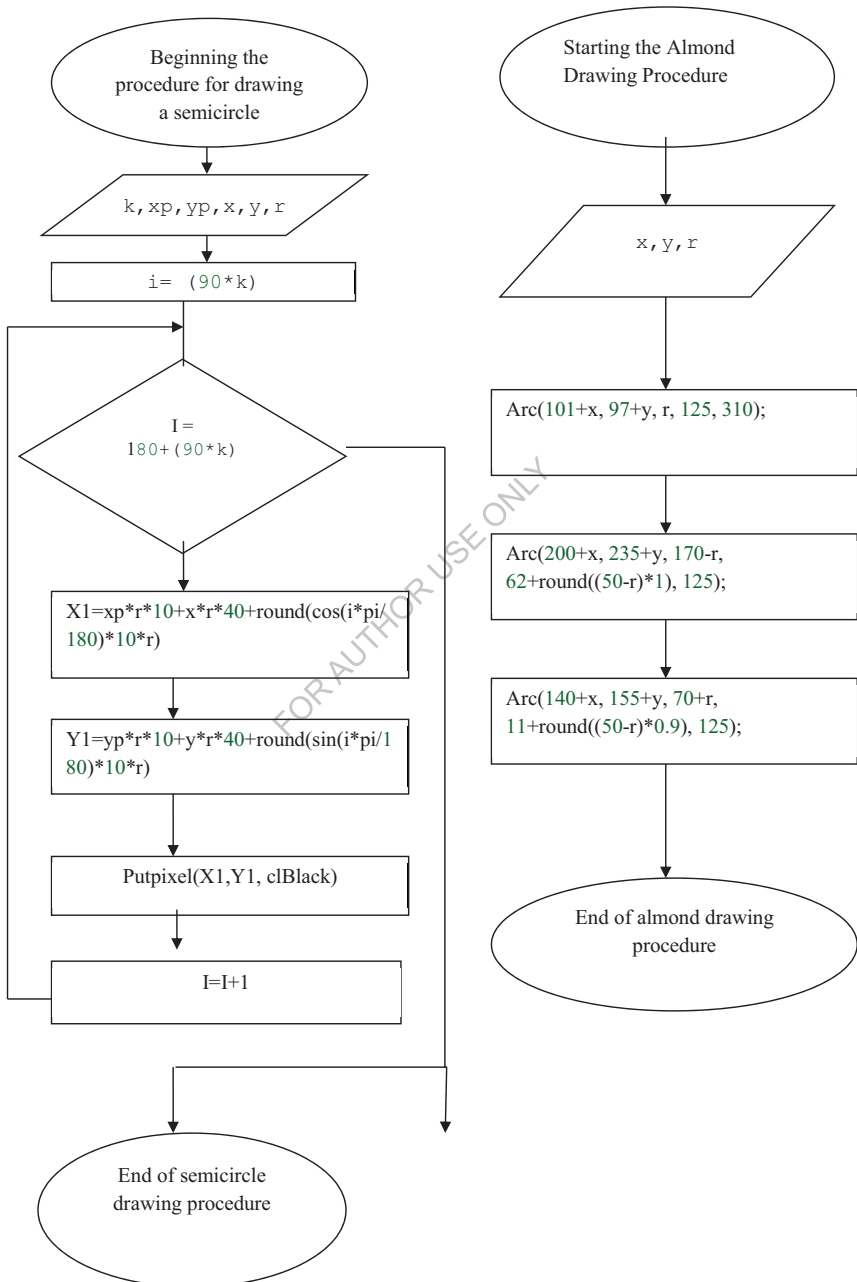 Beginning the
procedure for drawing
a semicircle
k,xp,yp,x,y,r
i= (90*k)
I =
180+(90*k)
X1=xp*r*10+x*r*40+round(cos(i*pi/
180)*10*r)
Y1=yp*r*10+y*r*40+round(sin(i*pi/1
80)*10*r)
Putpixel(X1,Y1, clBlack)
I=I+1
End of semicircle
drawing procedure
Starting the Almond
Drawing Procedure
x,y,r
Arc(101+x, 97+y, r, 125, 310);
Arc(200+x, 235+y, 170-r,
62+round((50-r)*1), 125);
Arc(140+x, 155+y, 70+r,
11+round((50-r)*0.9), 125);
End of almond drawing
procedure
FOR AUTHOR USE ONLY